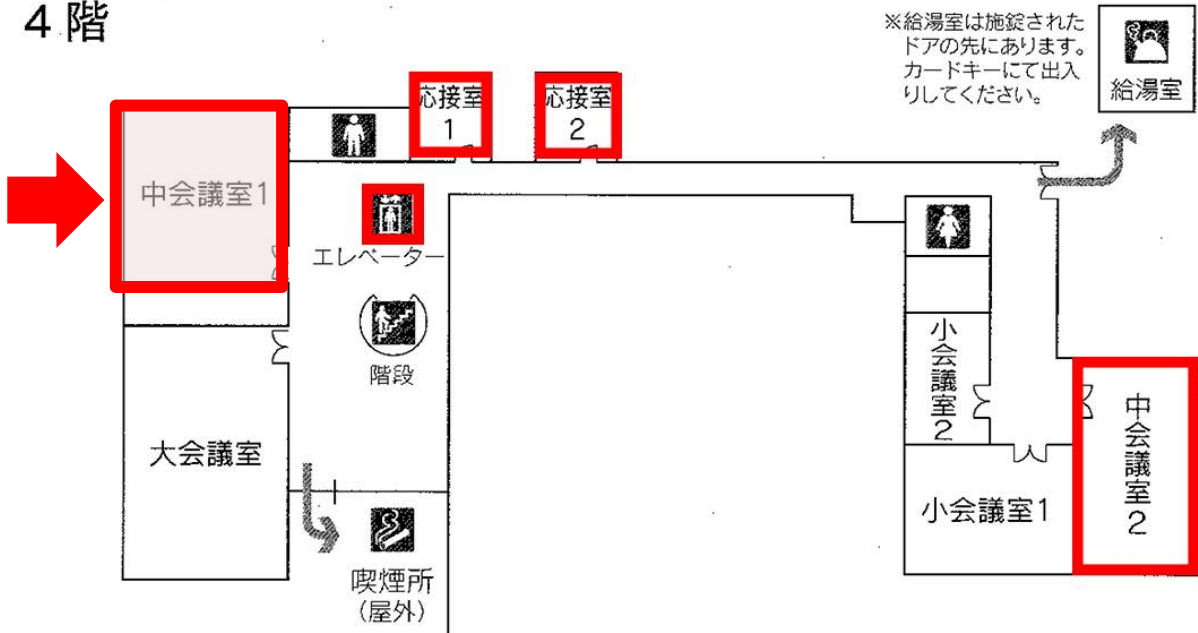 4階
※給湯室は施錠された
ドアの先にあります。
カードキーにて出入
りしてください。
給湯室
応接室
1
応接室
2
中会議室1
エレベーター
階段
大会議室
喫煙所
(屋外)
小会議室2
小会議室1
中会議室2